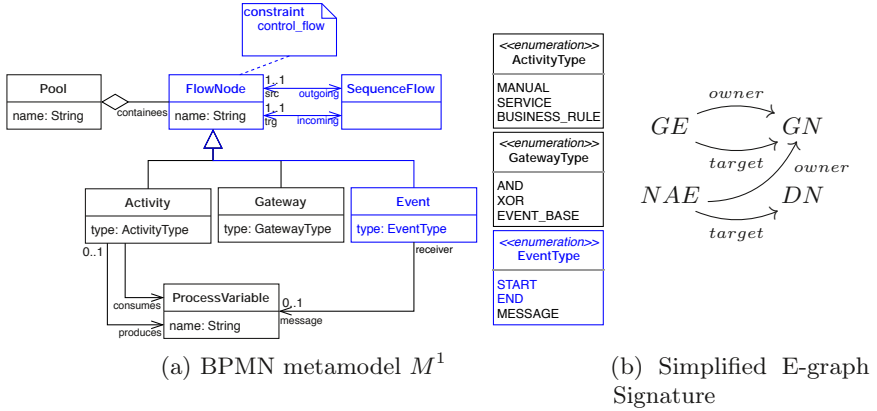 constraint
control_flow
Pool
name: String
containees
FlowNode
name: String
1..1
src
outgoing
1..1
trg
incoming
SequenceFlow
Activity
type: ActivityType
Gateway
type: GatewayType
Event
type: EventType
0..1
consumes
produces
ProcessVariable
name: String
0..1
message
receiver
<<enumeration>>
ActivityType
MANUAL
SERVICE
BUSINESS_RULE
<<enumeration>>
GatewayType
AND
XOR
EVENT_BASE
<<enumeration>>
EventType
START
END
MESSAGE
owner
GE GN
target
owner
NAE DN
target
(a) BPMN metamodel M¹
(b) Simplified E-graph
Signature